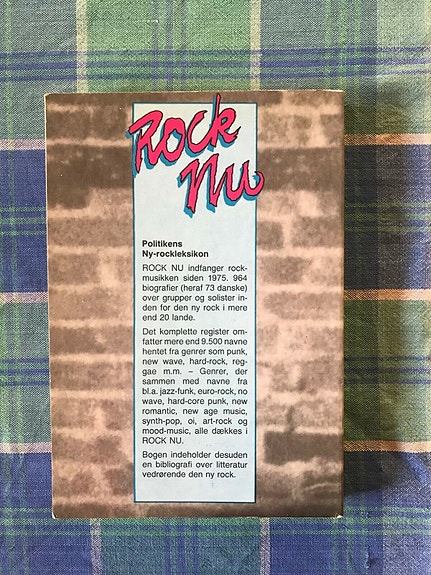 Rock
Nu
Politikens
Ny-rockleksikon
ROCK NU indfanger rock-
musikken siden 1975. 964
biografier (heraf 73 danske)
over grupper og solister in-
den for den ny rock i mere
end 20 lande.
Det komplette register om-
fatter mere end 9.500 navne
hentet fra genrer som punk,
new wave, hard-rock, reg-
gae m.m. – Genrer, der
sammen med navne fra
bl.a. jazz-funk, euro-rock, no
wave, hard-core punk, new
romantic, new age music,
synth-pop, oi, art-rock og
mood-music, alle dækkes i
ROCK NU.
Bogen indeholder desuden
en bibliografi over litteratur
vedrørende den ny rock.